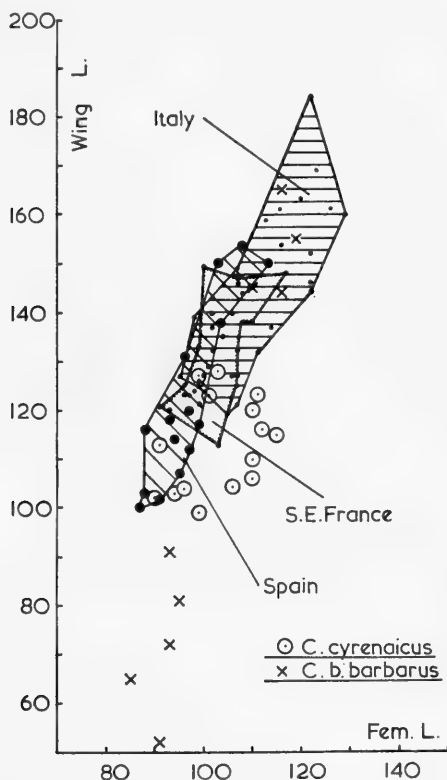 200
Wing L.
180
Italy
160
140
120
100
S.E.France
Spain
80
⊙ C. cyrenaicus
× C. b. barbarus
60
Fem. L.
80 100 120 140